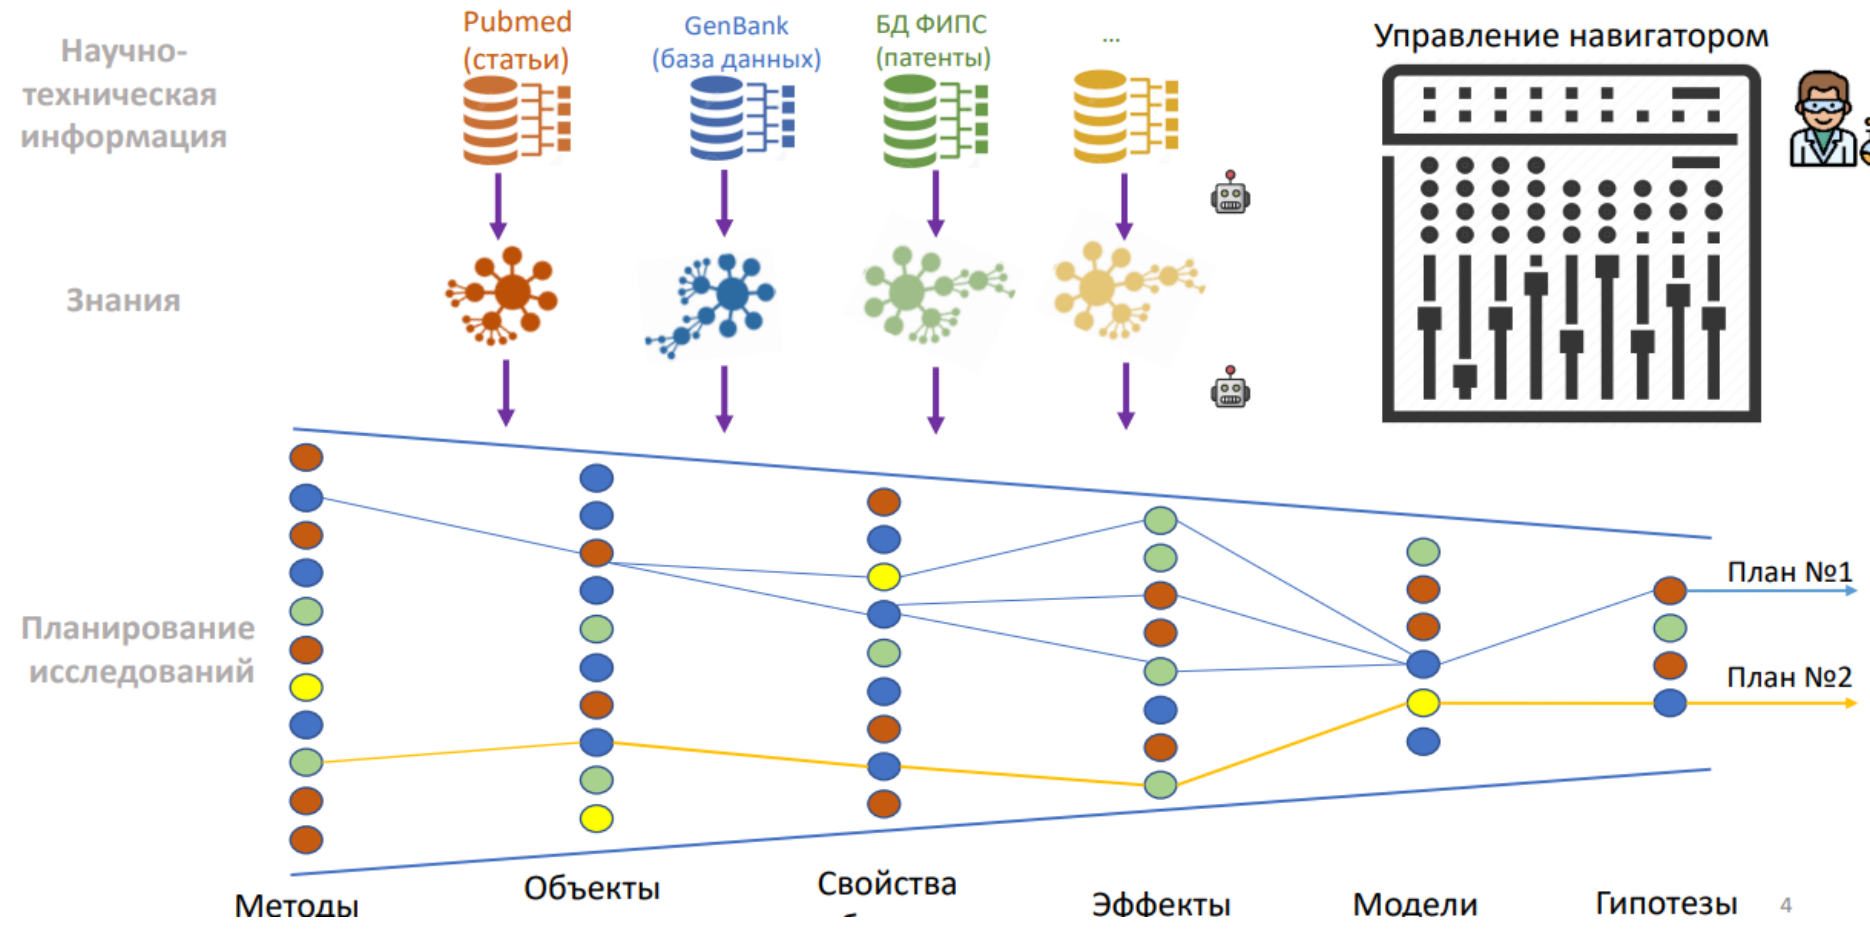 Научно-
техническая
информация
Pubmed
(статьи)
GenBank
(база данных)
БД ФИПС
(патенты)
...
Управление навигатором
Знания
Планирование
исследований
План №1
План №2
Методы
Объекты
Свойства
Эффекты
Модели
Гипотезы
4